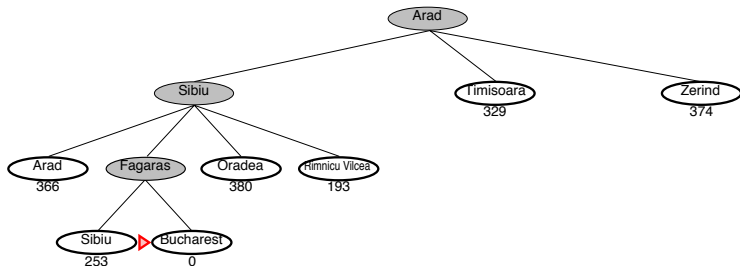 Arad
Sibiu
Timisoara
Zerind
329
374
Arad
Fagaras
Oradea
Rimnicu Vilcea
366
380
193
Sibiu
Bucharest
253
0